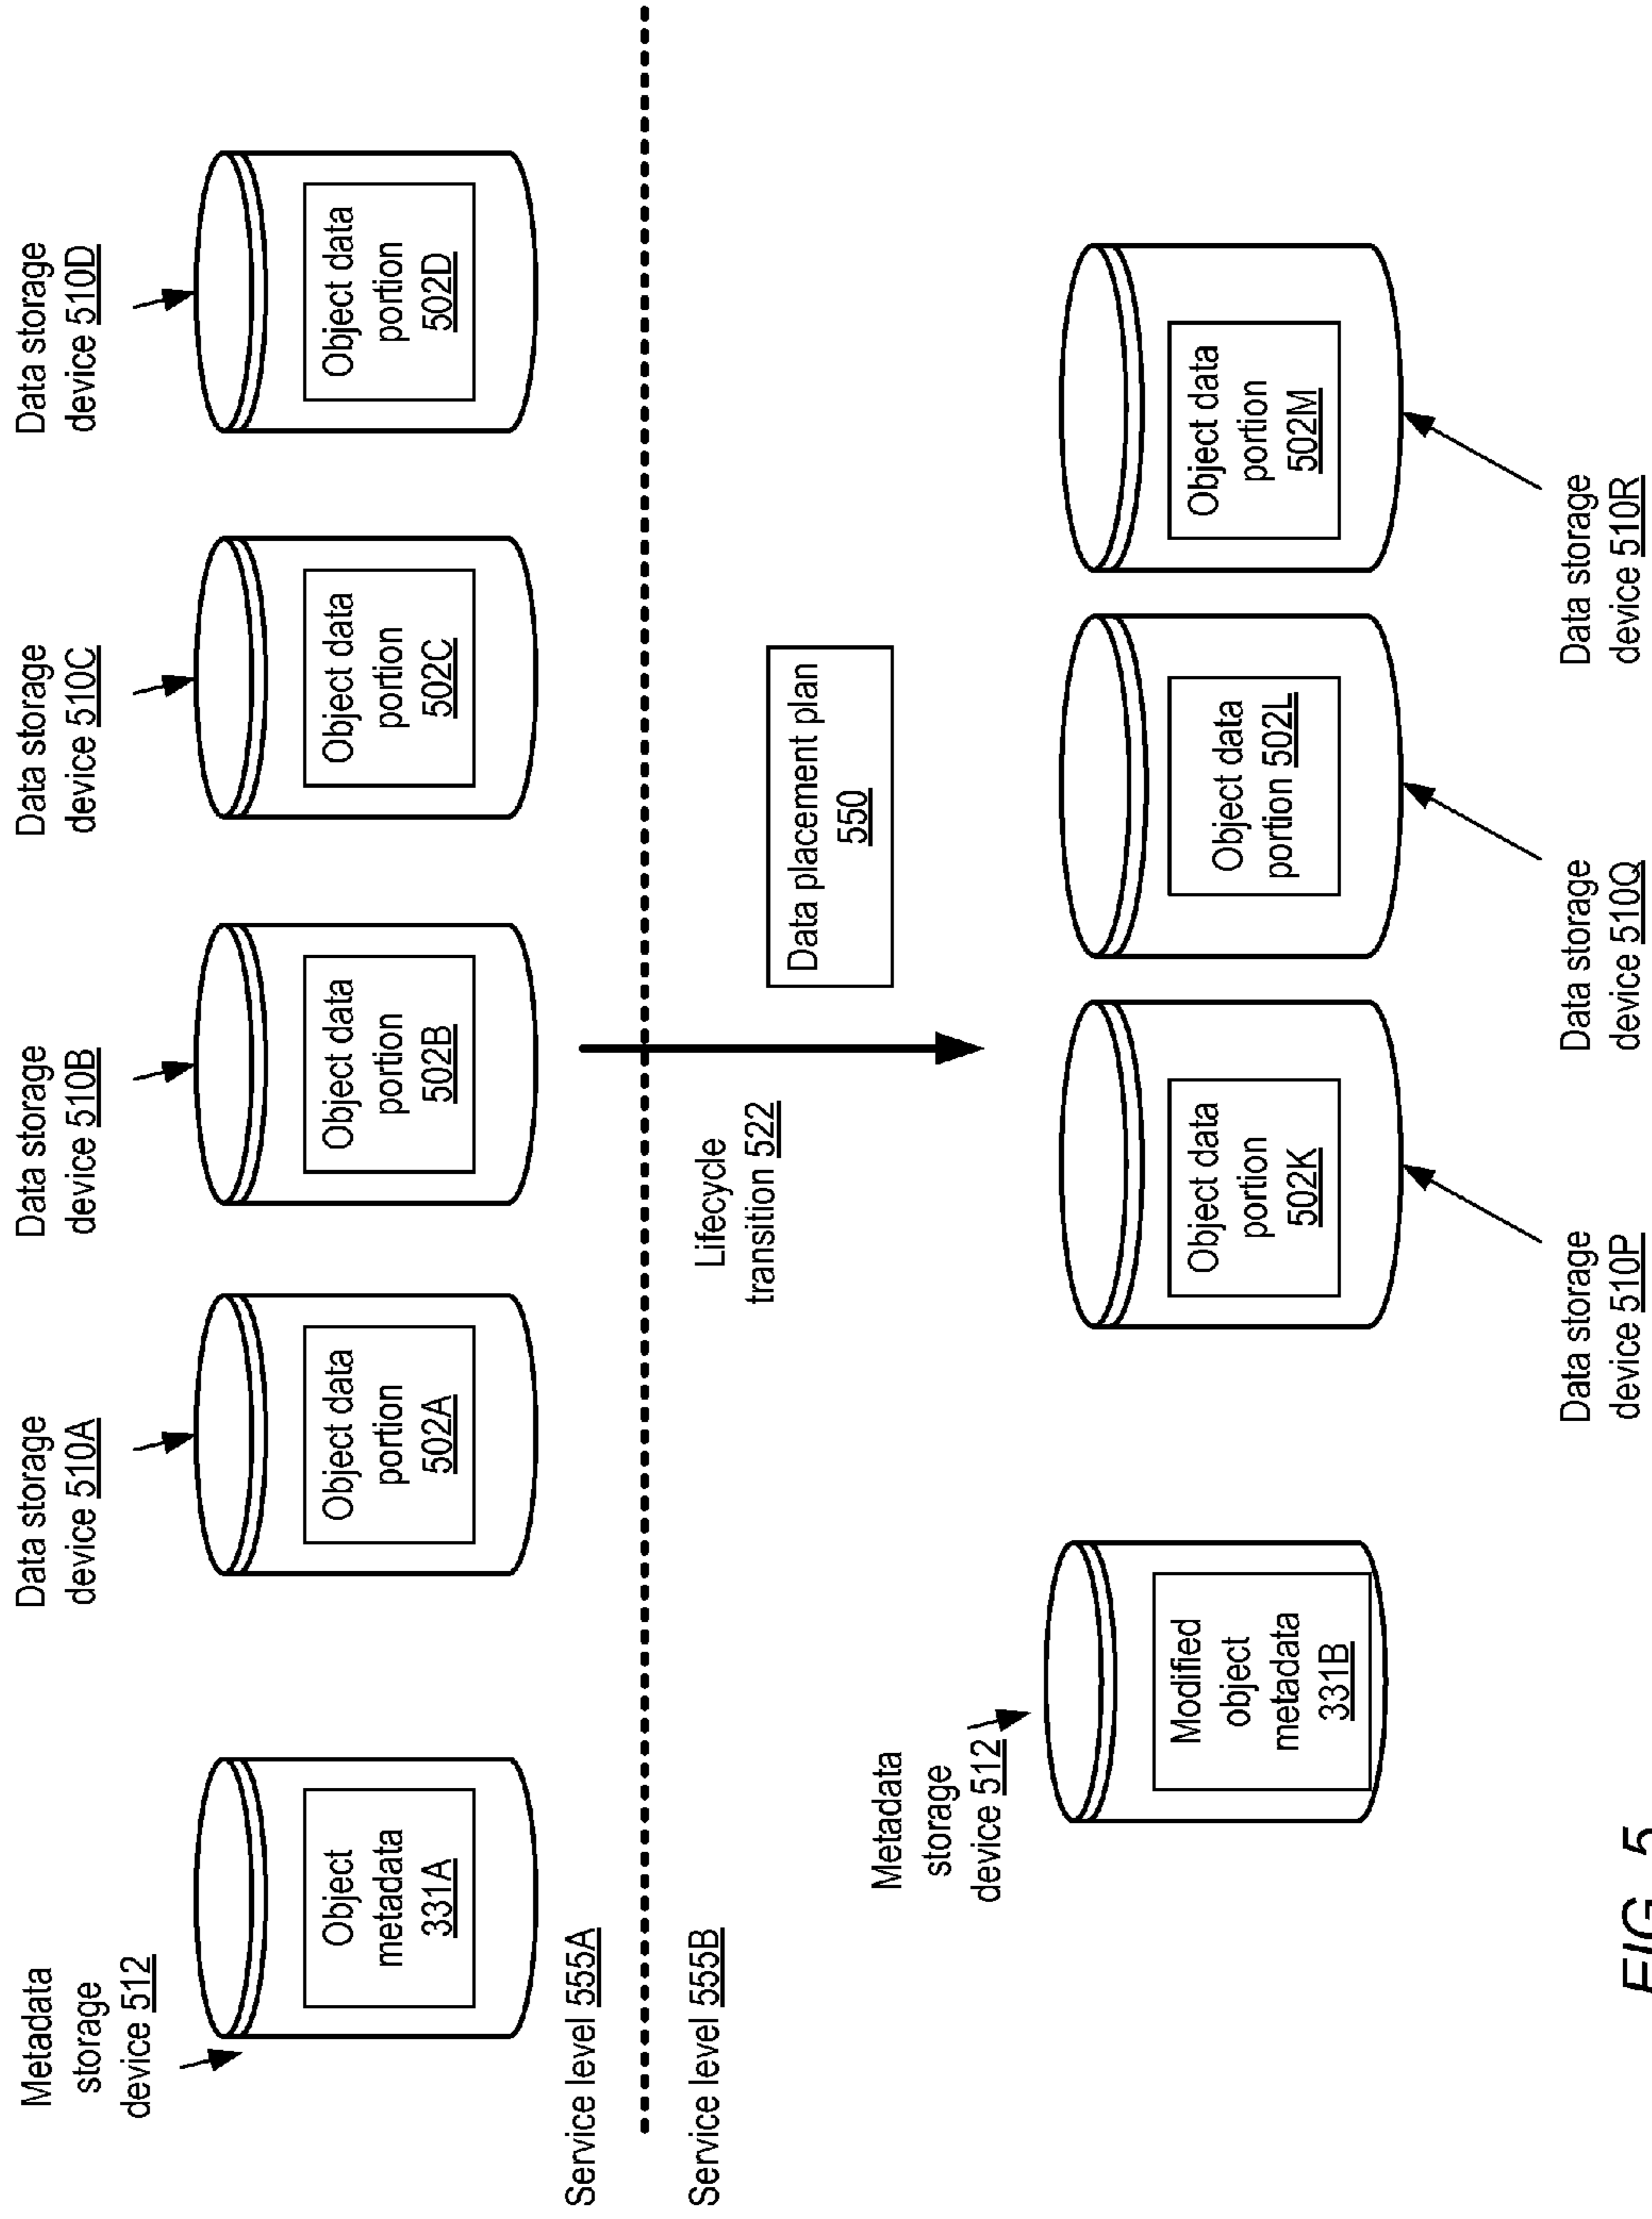 Metadata
storage
device 512
Data storage
device 510A
Data storage
device 510B
Data storage
device 510C
Data storage
device 510D
Object
metadata
331A
Object data
portion
502A
Object data
portion
502B
Object data
portion
502C
Object data
portion
502D
Service level 555A
Service level 555B
Lifecycle
transition 522
Data placement plan
550
Metadata
storage
device 512
Modified
object
metadata
331B
Object data
portion
502K
Object data
portion 502L
Object data
portion
502M
Data storage
device 510P
Data storage
device 510Q
Data storage
device 510R
FIG. 5